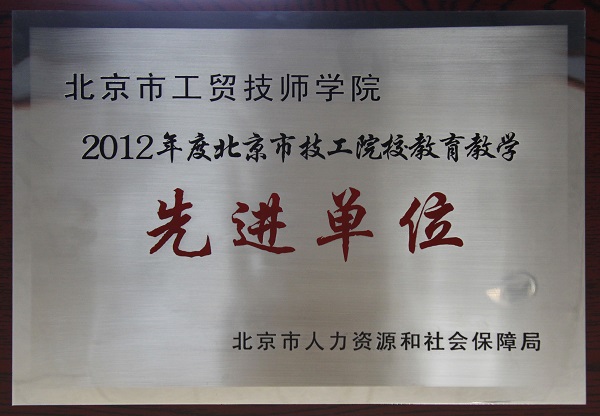 北京市工贸技师学院
2012年度北京市技工院校教育教学
先进单位
北京市人力资源和社会保障局